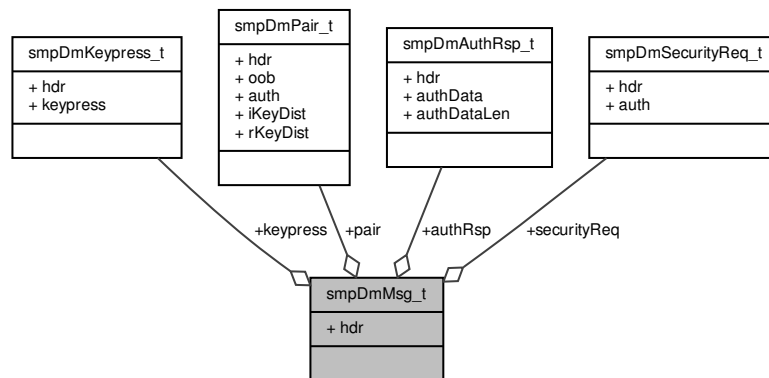 smpDmKeypress_t
+ hdr
+ keypress
smpDmPair_t
+ hdr
+ oob
+ auth
+ iKeyDist
+ rKeyDist
smpDmAuthRsp_t
+ hdr
+ authData
+ authDataLen
smpDmSecurityReq_t
+ hdr
+ auth
+keypress
+pair
+authRsp
+securityReq
smpDmMsg_t
+ hdr